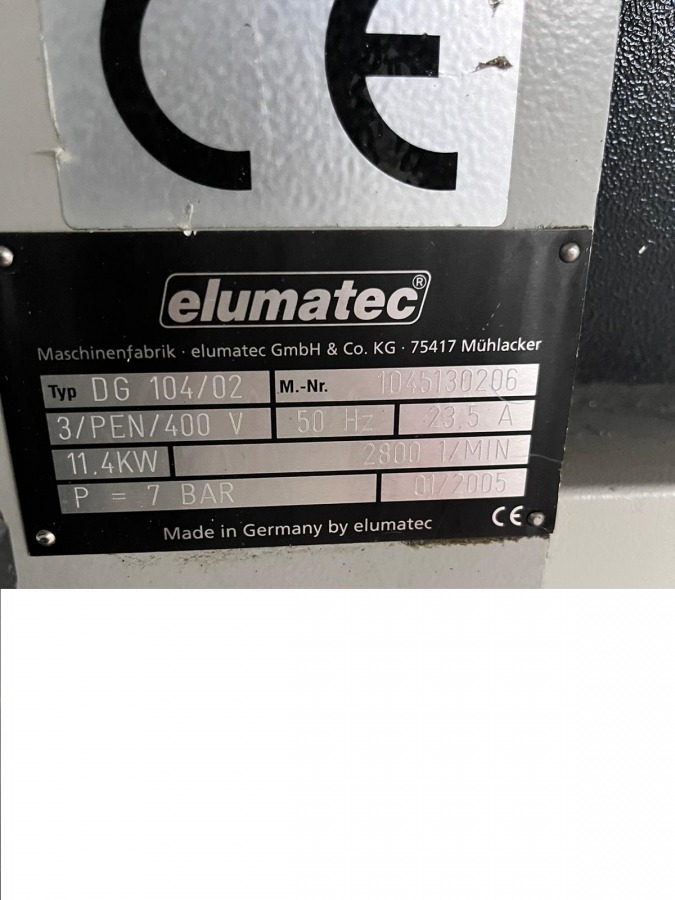 CE
elumatec®
Maschinenfabrik · elumatec GmbH & Co. KG · 75417 Mühlacker
Typ DG 104/02 M.-Nr. 1045130206
3/PEN/400 V 50 Hz 23,5 A
11,4KW 2800 1/MIN
P = 7 BAR 01/2005
Made in Germany by elumatec CE